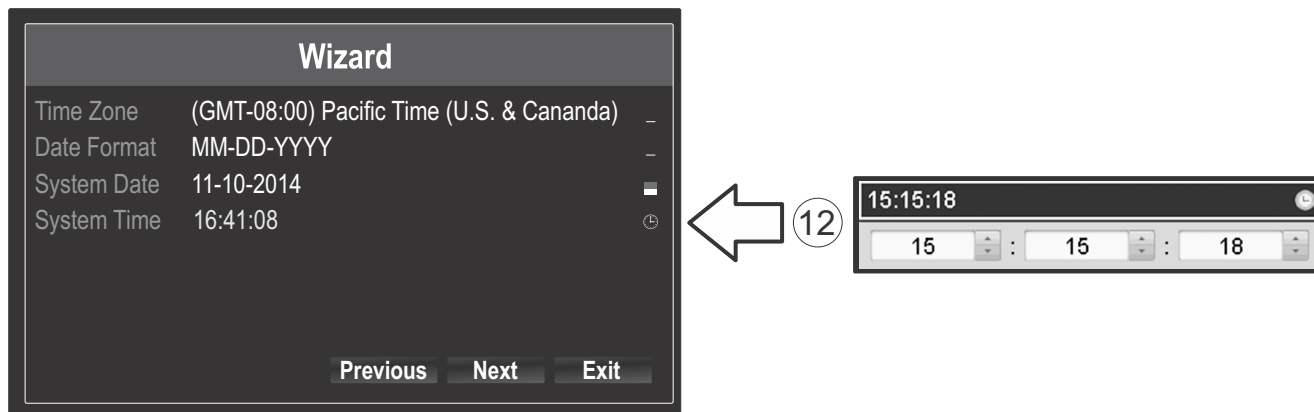 Wizard
Time Zone (GMT-08:00) Pacific Time (U.S. & Cananda)
Date Format MM-DD-YYYY
System Date 11-10-2014
System Time 16:41:08
Previous Next Exit
12
15:15:18
15 : 15 : 18